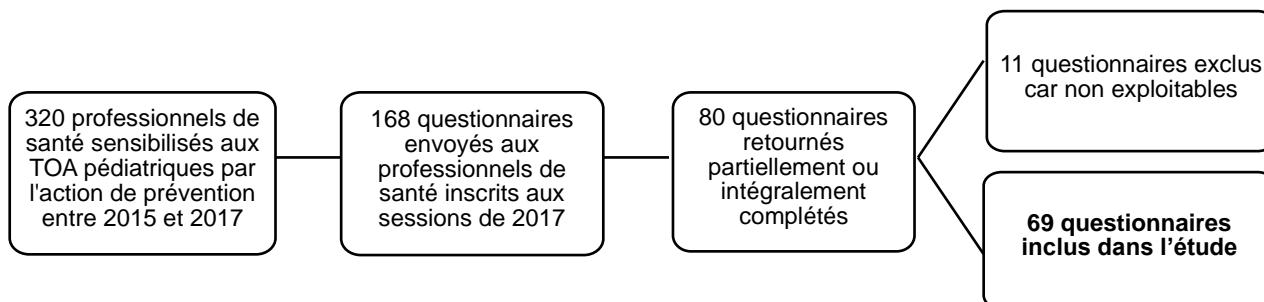 320 professionnels de
santé sensibilisés aux
TOA pédiatriques par
l'action de prévention
entre 2015 et 2017
168 questionnaires
envoyés aux
professionnels de
santé inscrits aux
sessions de 2017
80 questionnaires
retournés
partiellement ou
intégralement
complétés
11 questionnaires exclus
car non exploitables
69 questionnaires
inclus dans l’étude